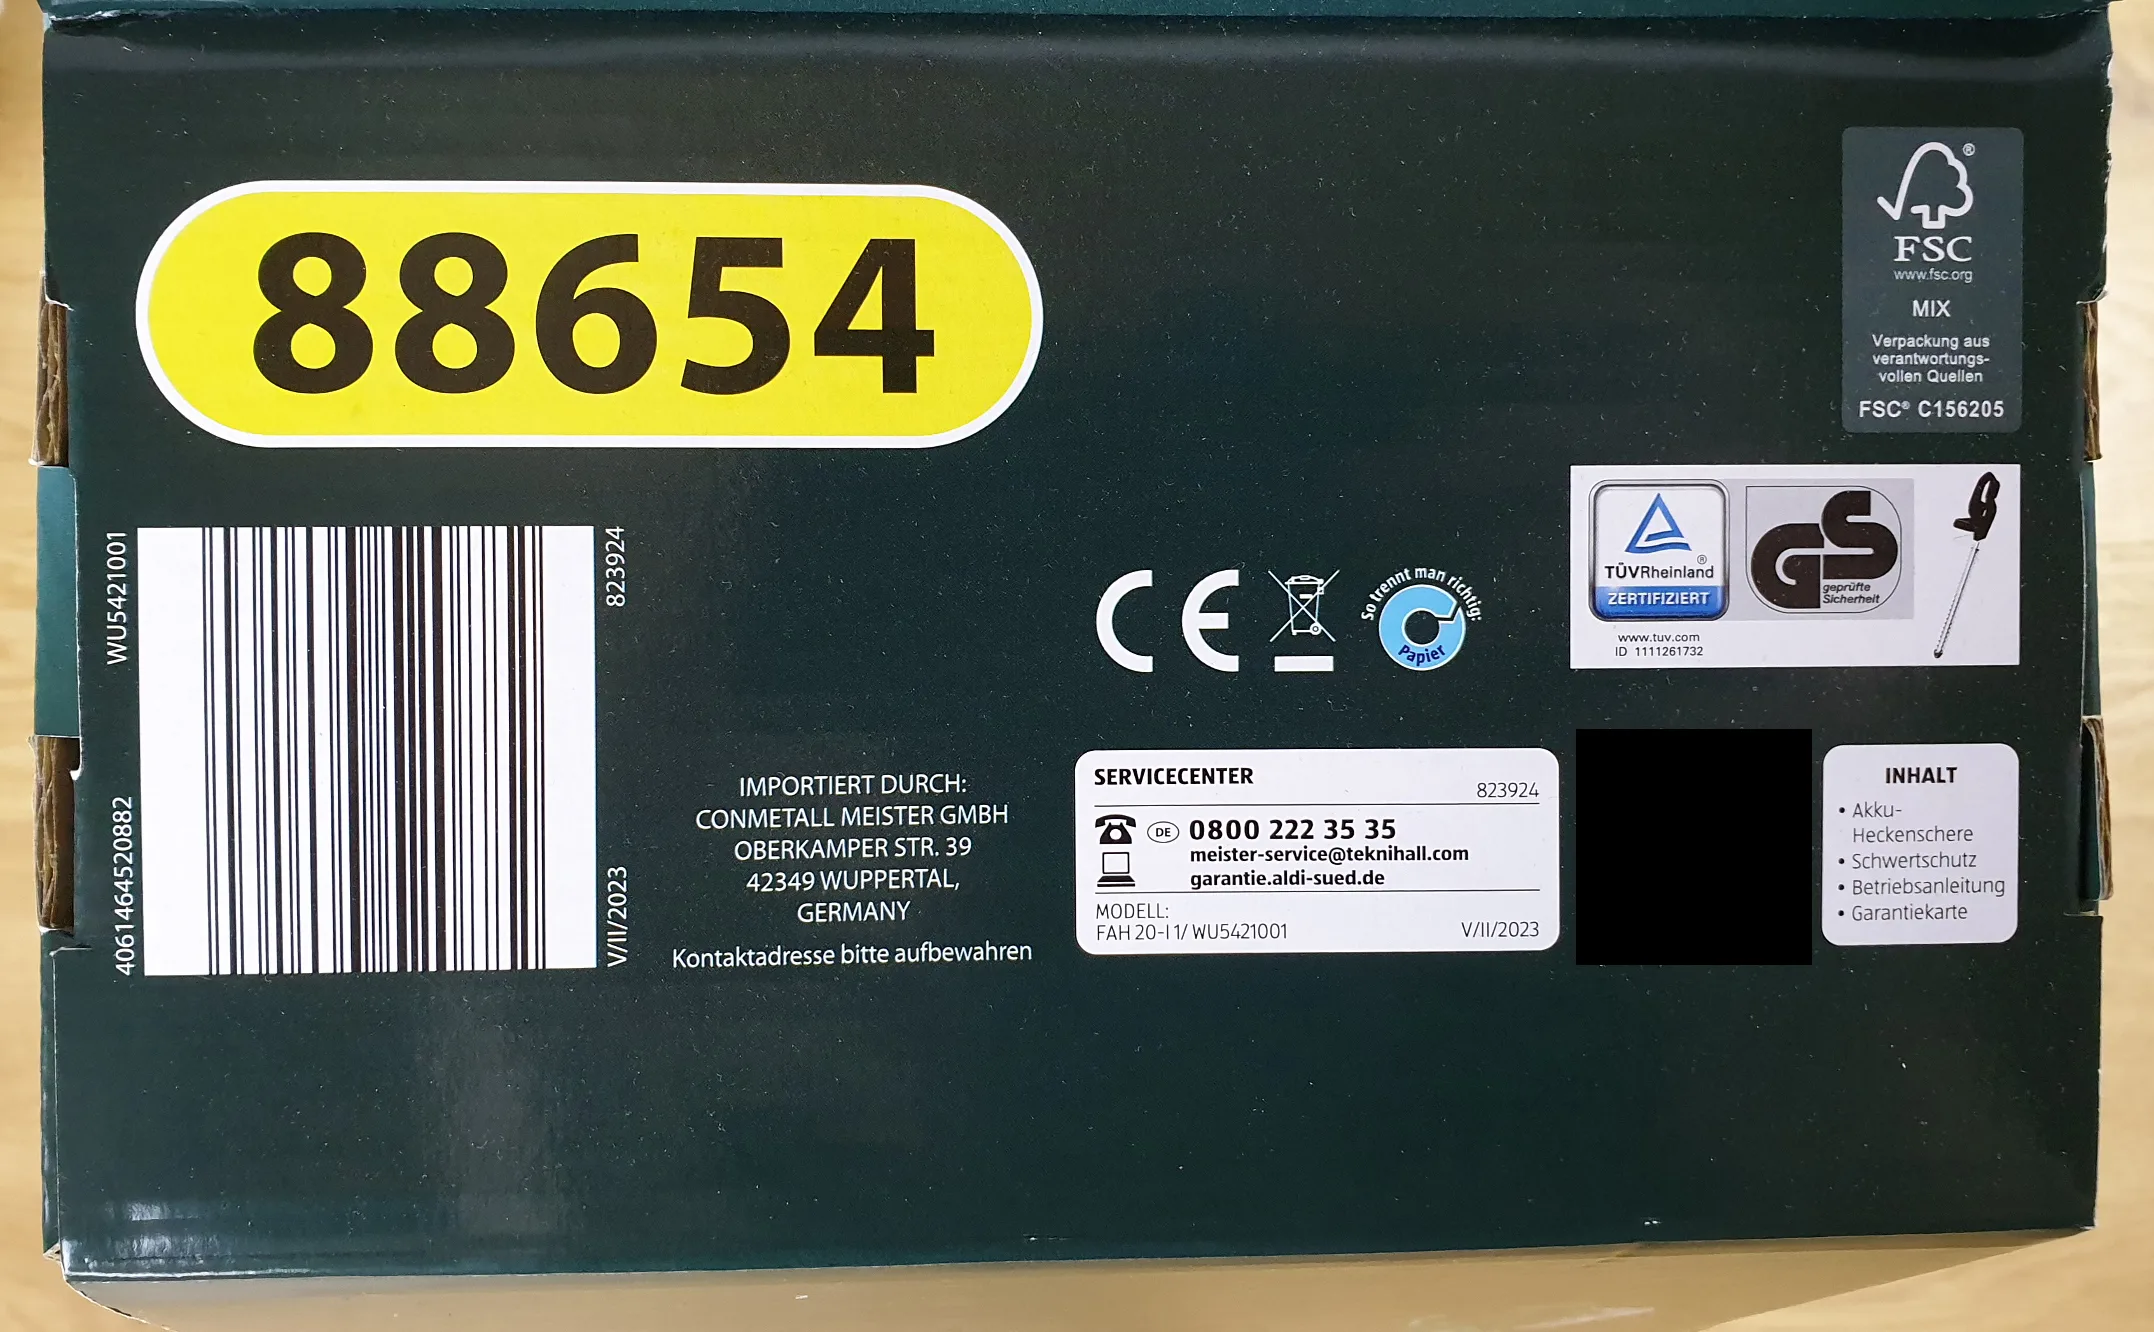 88654
FSC®
www.fsc.org
MIX
Verpackung aus
verantwortungs-
vollen Quellen
FSC® C156205
WU5421001
4061464520882
823924
V/II/2023
CE
So trennt man richtig:
Papier
TÜVRheinland®
ZERTIFIZIERT
www.tuv.com
ID 1111261732
GS
geprüfte
Sicherheit
IMPORTIERT DURCH:
CONMETALL MEISTER GMBH
OBERKAMPER STR. 39
42349 WUPPERTAL,
GERMANY
Kontaktadresse bitte aufbewahren
SERVICECENTER
823924
DE 0800 222 35 35
meister-service@teknihall.com
garantie.aldi-sued.de
MODELL:
FAH 20-I 1/ WU5421001 V/II/2023
INHALT
• Akku-
Heckenschere
• Schwertschutz
• Betriebsanleitung
• Garantiekarte